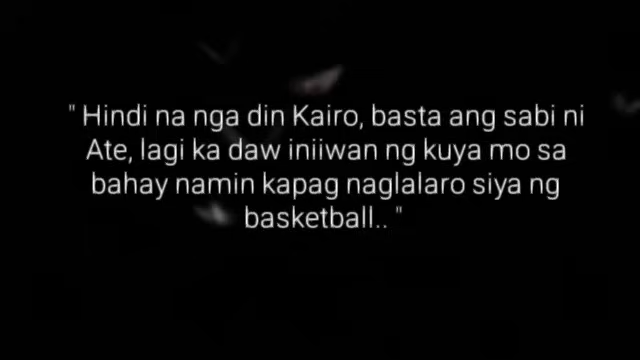 " Hindi na nga din Kairo, basta ang sabi ni
Ate, lagi ka daw iniiwan ng kuya mo sa
bahay namin kapag naglalaro siya ng
basketball.. "